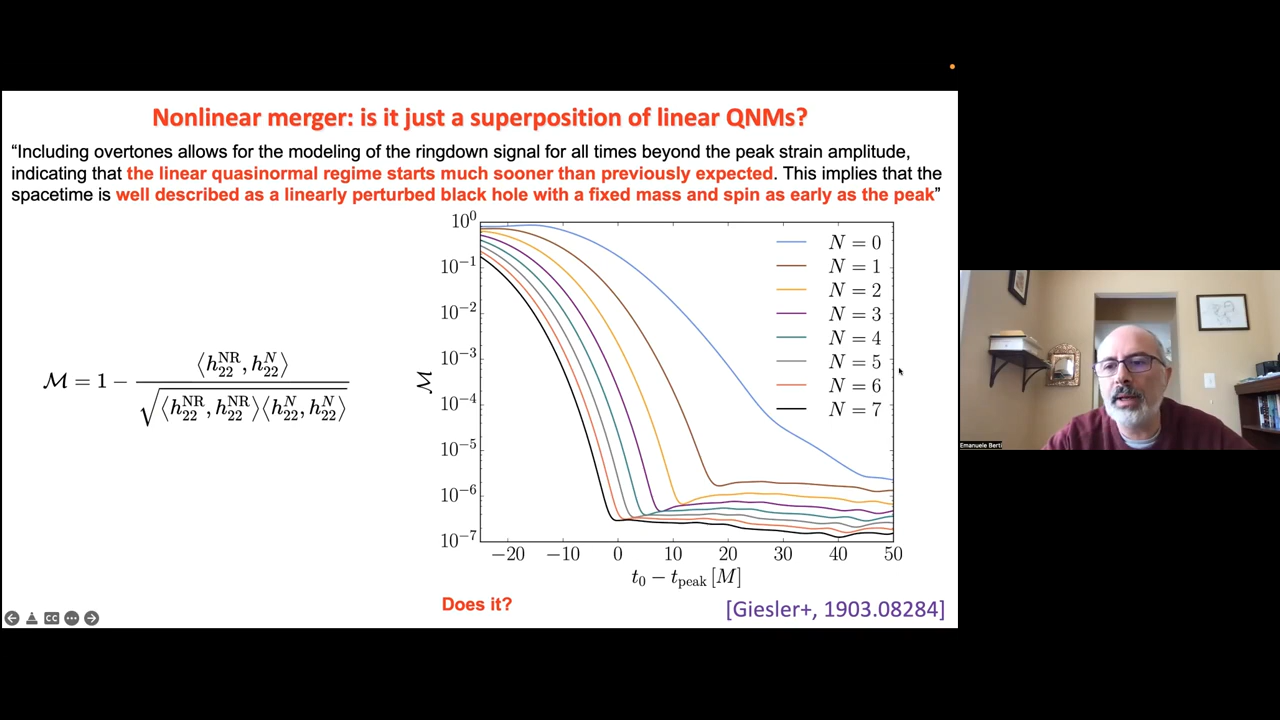 Nonlinear merger: is it just a superposition of linear QNMs?
“Including overtones allows for the modeling of the ringdown signal for all times beyond the peak strain amplitude,
indicating that the linear quasinormal regime starts much sooner than previously expected. This implies that the
spacetime is well described as a linearly perturbed black hole with a fixed mass and spin as early as the peak”
𝓜 = 1 − ⟨h₂₂^NR, h₂₂^N⟩ / √(⟨h₂₂^NR, h₂₂^NR⟩⟨h₂₂^N, h₂₂^N⟩)
𝓜
10⁰
10⁻¹
10⁻²
10⁻³
10⁻⁴
10⁻⁵
10⁻⁶
10⁻⁷
N = 0
N = 1
N = 2
N = 3
N = 4
N = 5
N = 6
N = 7
−20 −10 0 10 20 30 40 50
t₀ − t_peak [M]
Does it?
[Giesler+, 1903.08284]
CC
Emanuele Berti